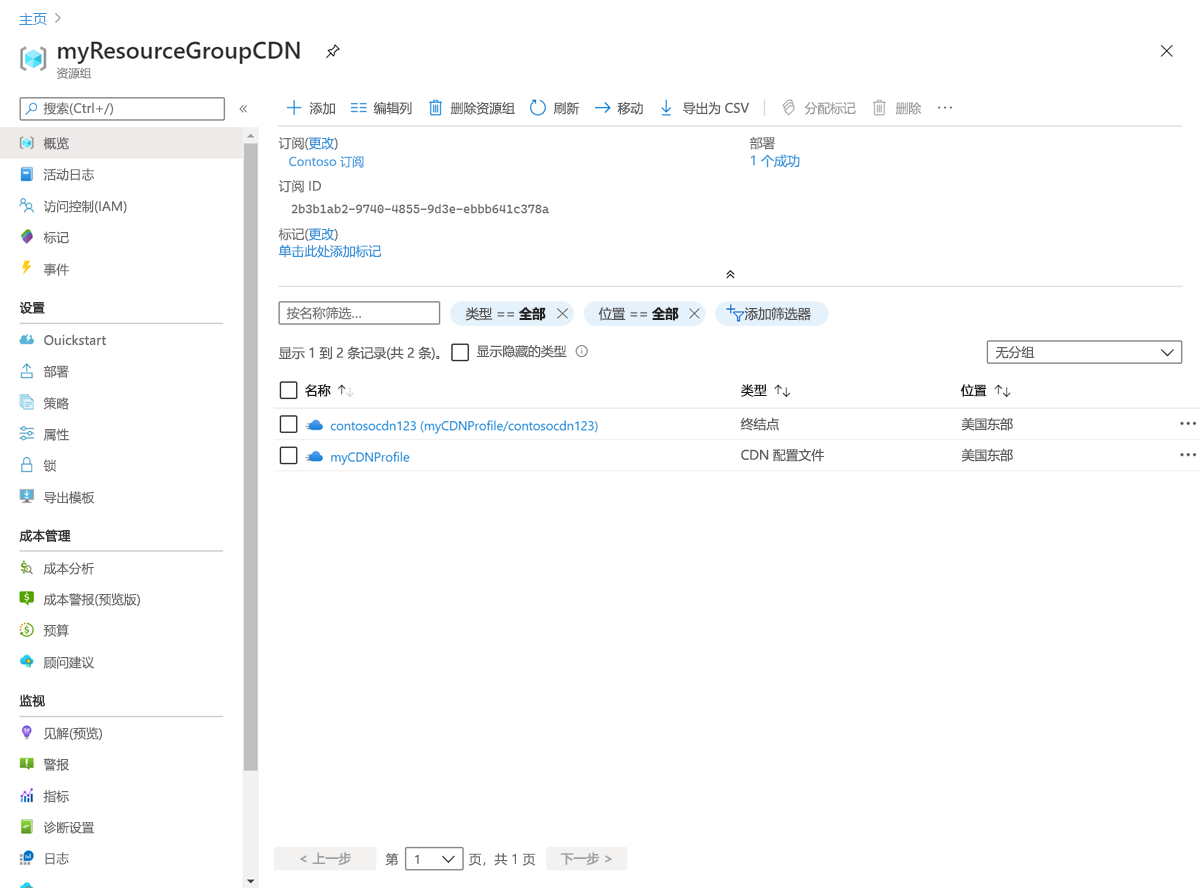 主页 >
myResourceGroupCDN
资源组
搜索(Ctrl+/) «
概览
活动日志
访问控制(IAM)
标记
事件
设置
Quickstart
部署
策略
属性
锁
导出模板
成本管理
成本分析
成本警报(预览版)
预算
顾问建议
监视
见解(预览)
警报
指标
诊断设置
日志
添加 编辑列 删除资源组 刷新 移动 导出为 CSV 分配标记 删除 ···
订阅(更改)
Contoso 订阅
订阅 ID
2b3b1ab2-9740-4855-9d3e-ebbb641c378a
标记(更改)
单击此处添加标记
部署
1 个成功
按名称筛选... 类型 == 全部 位置 == 全部 添加筛选器
显示 1 到 2 条记录(共 2 条)。 显示隐藏的类型 无分组
名称 ↑↓ 类型 ↑↓ 位置 ↑↓
contosocdn123 (myCDNProfile/contosocdn123) 终结点 美国东部 ···
myCDNProfile CDN 配置文件 美国东部 ···
< 上一步 第 1 页，共 1 页 下一步 >